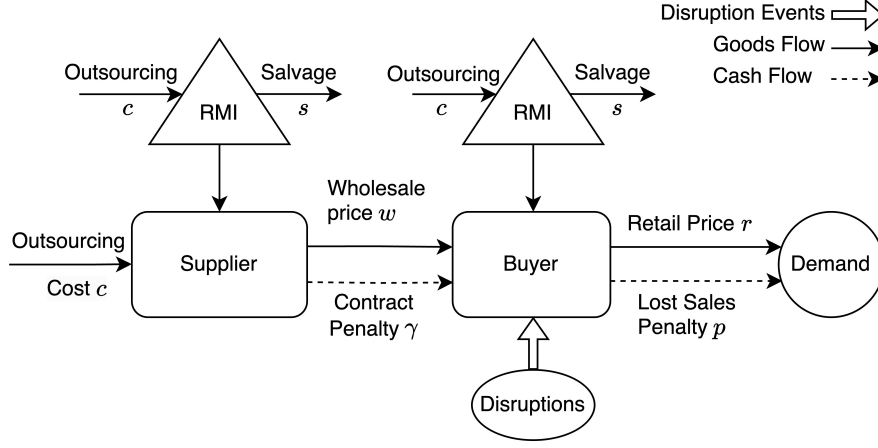 Disruption Events
Goods Flow
Cash Flow
Outsourcing
c
RMI
Salvage
s
Outsourcing
c
RMI
Salvage
s
Outsourcing
Cost c
Supplier
Wholesale
price w
Contract
Penalty γ
Buyer
Retail Price r
Lost Sales
Penalty p
Demand
Disruptions